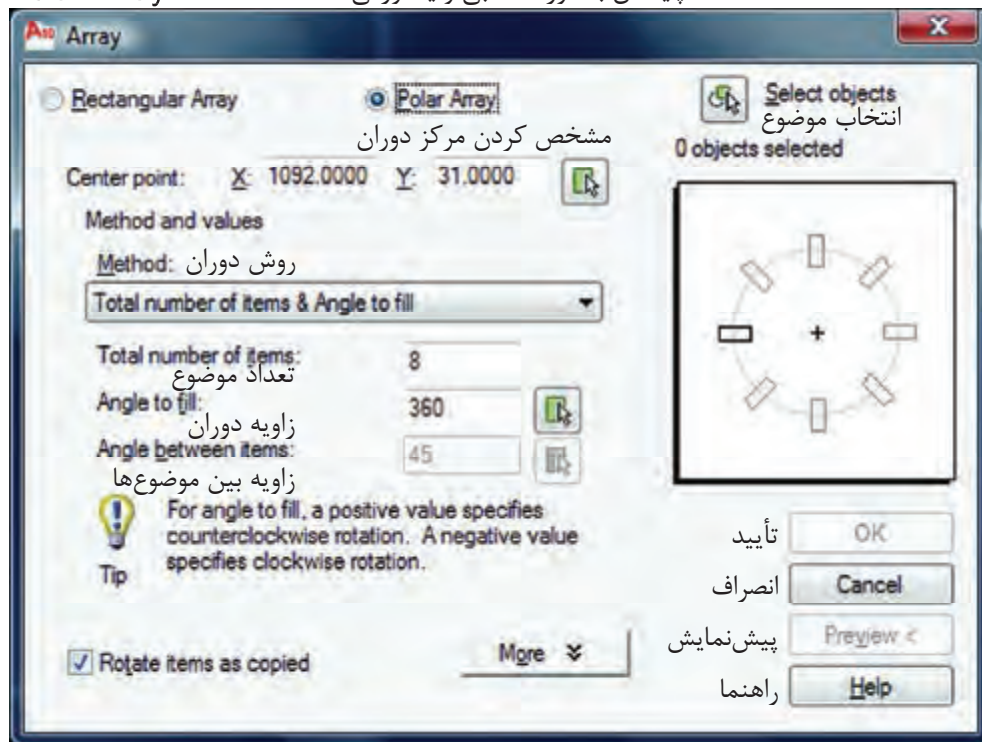 Array
Rectangular Array
Polar Array
Select objects
انتخاب موضوع
0 objects selected
مشخص کردن مرکز دوران
Center point: X: 1092.0000 Y: 31.0000
Method and values
Method: روش دوران
Total number of items & Angle to fill
Total number of items: 8
تعداد موضوع
Angle to fill: 360
زاویه دوران
Angle between items: 45
زاویه بین موضوع‌ها
For angle to fill, a positive value specifies
counterclockwise rotation. A negative value
specifies clockwise rotation.
Tip
Rotate items as copied
More
تأیید OK
انصراف Cancel
پیش‌نمایش Preview <
راهنما Help